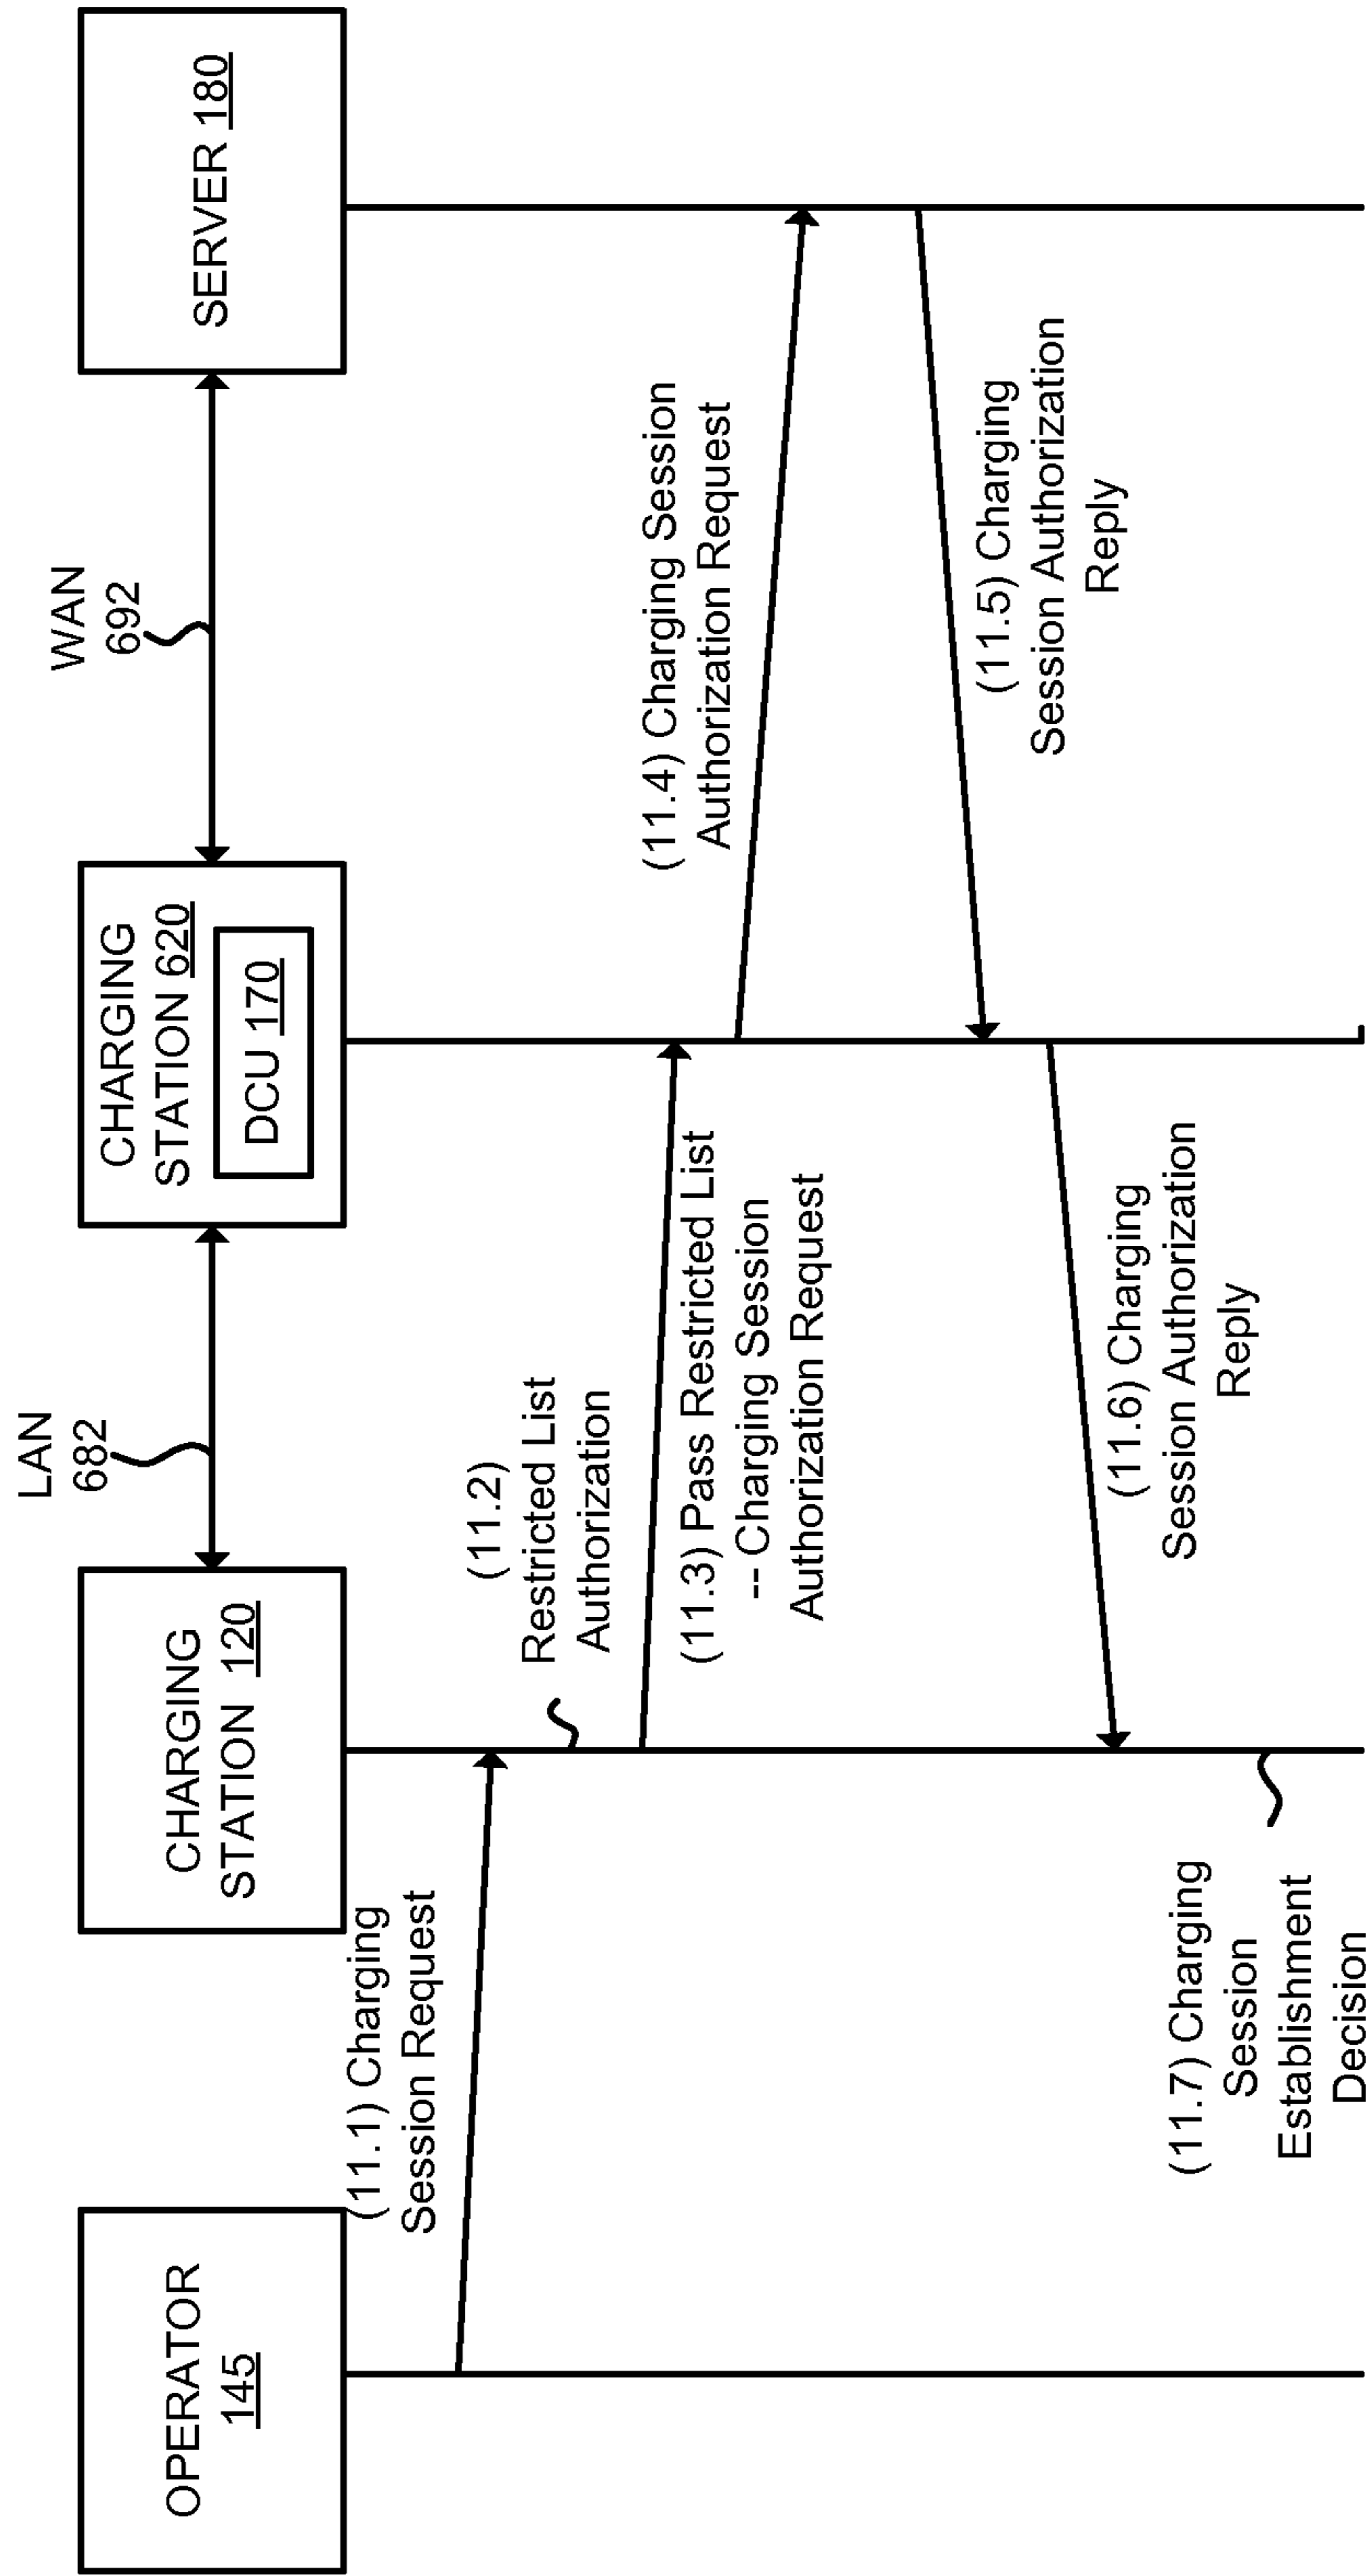 OPERATOR
145
CHARGING
STATION 120
LAN
682
CHARGING
STATION 620
DCU 170
WAN
692
SERVER 180
(11.1) Charging
Session Request
(11.2)
Restricted List
Authorization
(11.3) Pass Restricted List
-- Charging Session
Authorization Request
(11.4) Charging Session
Authorization Request
(11.5) Charging
Session Authorization
Reply
(11.6) Charging
Session Authorization
Reply
(11.7) Charging
Session
Establishment
Decision